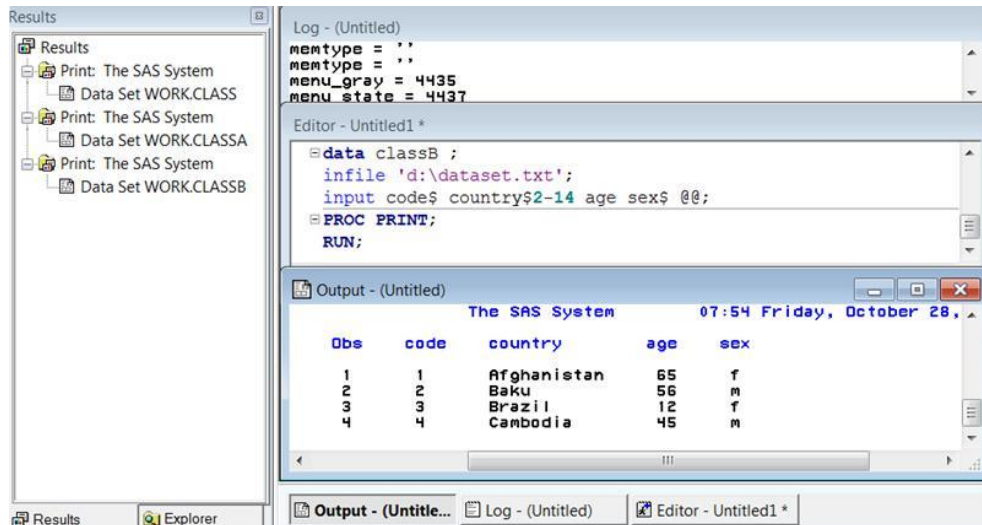 Results
Results
Print: The SAS System
Data Set WORK.CLASS
Print: The SAS System
Data Set WORK.CLASSA
Print: The SAS System
Data Set WORK.CLASSB
Results
Explorer
Log - (Untitled)
memtype = ''
memtype = ''
menu_gray = 4435
menu_state = 4437
Editor - Untitled1 *
data classB ;
infile 'd:\dataset.txt';
input code$ country$2-14 age sex$ @@;
PROC PRINT;
RUN;
Output - (Untitled)
The SAS System 07:54 Friday, October 28,
Obs code country age sex
1 1 Afghanistan 65 f
2 2 Baku 56 m
3 3 Brazil 12 f
4 4 Cambodia 45 m
Output - (Untitle... Log - (Untitled) Editor - Untitled1 *